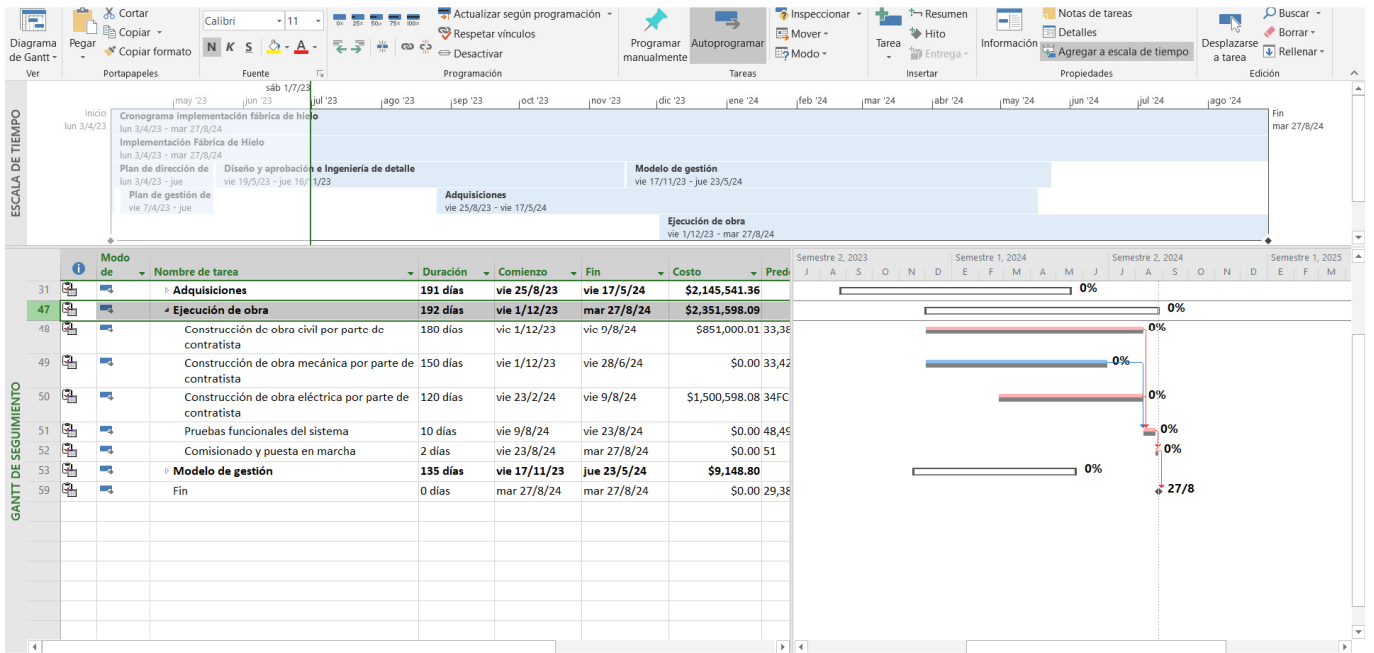 Cortar
Copiar
Copiar formato
Diagrama de Gantt
Pegar
Ver
Portapapeles
Calibri 11
N K S A
Fuente
0× 25× 50× 75× 100×
Actualizar según programación
Respetar vínculos
Desactivar
Programación
Programar manualmente
Autoprogramar
Inspeccionar
Mover
Modo
Tareas
Tarea
Resumen
Hito
Entrega
Insertar
Información
Notas de tareas
Detalles
Agregar a escala de tiempo
Propiedades
Desplazarse a tarea
Buscar
Borrar
Rellenar
Edición
ESCALA DE TIEMPO
sáb 1/7/23
may '23 jun '23 jul '23 ago '23 sep '23 oct '23 nov '23 dic '23 ene '24 feb '24 mar '24 abr '24 may '24 jun '24 jul '24 ago '24
Inicio
lun 3/4/23
Cronograma implementación fábrica de hielo
lun 3/4/23 - mar 27/8/24
Fin
mar 27/8/24
Implementación Fábrica de Hielo
lun 3/4/23 - mar 27/8/24
Plan de dirección de
lun 3/4/23 - jue
Diseño y aprobación e Ingeniería de detalle
vie 19/5/23 - jue 16/11/23
Modelo de gestión
vie 17/11/23 - jue 23/5/24
Plan de gestión de
vie 7/4/23 - jue
Adquisiciones
vie 25/8/23 - vie 17/5/24
Ejecución de obra
vie 1/12/23 - mar 27/8/24
GANTT DE SEGUIMIENTO
Modo de Nombre de tarea Duración Comienzo Fin Costo Pred
Semestre 2, 2023 Semestre 1, 2024 Semestre 2, 2024 Semestre 1, 2025
J A S O N D E F M A M J J A S O N D E F M
31 Adquisiciones 191 días vie 25/8/23 vie 17/5/24 $2,145,541.36 0%
47 Ejecución de obra 192 días vie 1/12/23 mar 27/8/24 $2,351,598.09 0%
48 Construcción de obra civil por parte de contratista 180 días vie 1/12/23 vie 9/8/24 $851,000.01 33,38 0%
49 Construcción de obra mecánica por parte de contratista 150 días vie 1/12/23 vie 28/6/24 $0.00 33,42 0%
50 Construcción de obra eléctrica por parte de contratista 120 días vie 23/2/24 vie 9/8/24 $1,500,598.08 34FC 0%
51 Pruebas funcionales del sistema 10 días vie 9/8/24 vie 23/8/24 $0.00 48,49 0%
52 Comisionado y puesta en marcha 2 días vie 23/8/24 mar 27/8/24 $0.00 51 0%
53 Modelo de gestión 135 días vie 17/11/23 jue 23/5/24 $9,148.80 0%
59 Fin 0 días mar 27/8/24 mar 27/8/24 $0.00 29,38 27/8